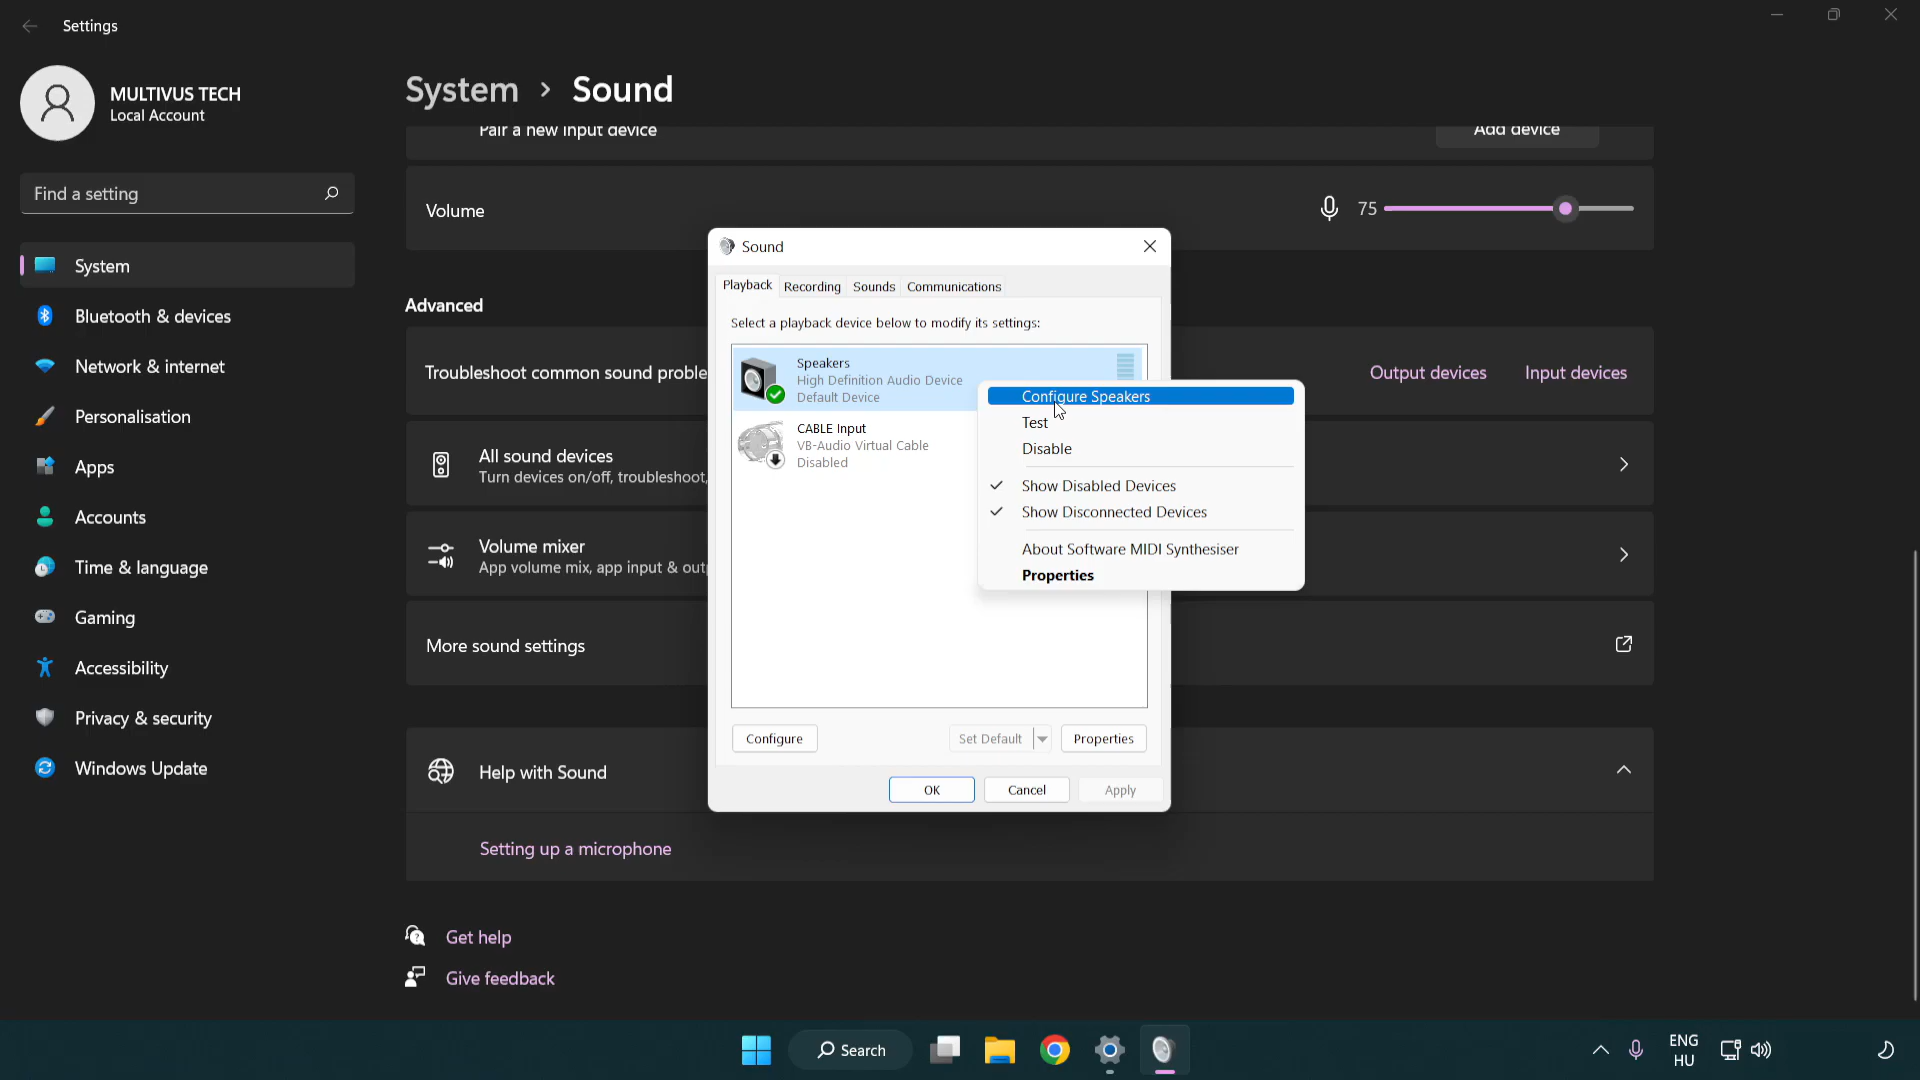 Settings
MULTIVUS TECH
Local Account
Find a setting
System
Bluetooth & devices
Network & internet
Personalisation
Apps
Accounts
Time & language
Gaming
Accessibility
Privacy & security
Windows Update
System › Sound
Pair a new input device
Add device
Volume
75
Advanced
Troubleshoot common sound proble
Output devices
Input devices
All sound devices
Turn devices on/off, troubleshoot,
Volume mixer
App volume mix, app input & outp
More sound settings
Help with Sound
Setting up a microphone
Get help
Give feedback
Sound
Playback
Recording
Sounds
Communications
Select a playback device below to modify its settings:
Speakers
High Definition Audio Device
Default Device
CABLE Input
VB-Audio Virtual Cable
Disabled
Configure Speakers
Test
Disable
Show Disabled Devices
Show Disconnected Devices
About Software MIDI Synthesiser
Properties
Configure
Set Default
Properties
OK
Cancel
Apply
Search
ENG
HU